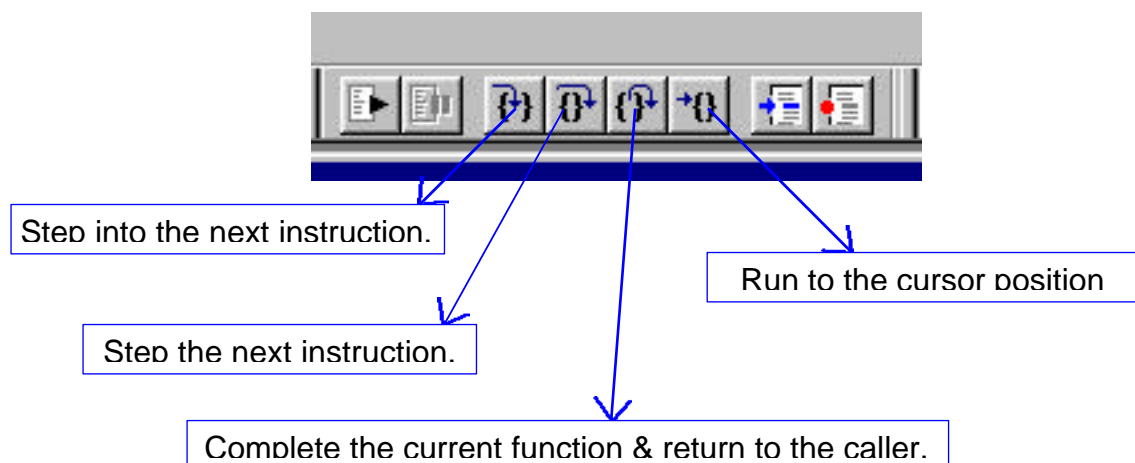 Step into the next instruction.
Run to the cursor position
Step the next instruction.
Complete the current function & return to the caller.